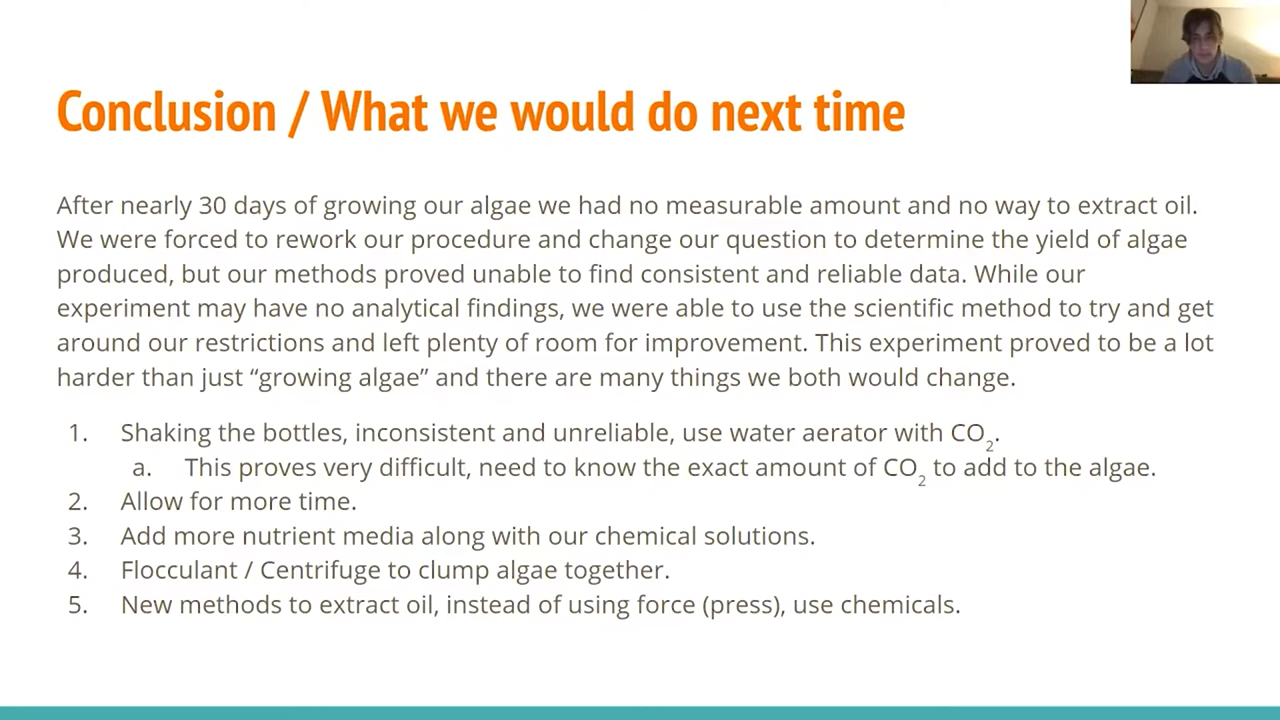 Conclusion / What we would do next time
After nearly 30 days of growing our algae we had no measurable amount and no way to extract oil.
We were forced to rework our procedure and change our question to determine the yield of algae
produced, but our methods proved unable to find consistent and reliable data. While our
experiment may have no analytical findings, we were able to use the scientific method to try and get
around our restrictions and left plenty of room for improvement. This experiment proved to be a lot
harder than just “growing algae” and there are many things we both would change.
1. Shaking the bottles, inconsistent and unreliable, use water aerator with CO₂.
a. This proves very difficult, need to know the exact amount of CO₂ to add to the algae.
2. Allow for more time.
3. Add more nutrient media along with our chemical solutions.
4. Flocculant / Centrifuge to clump algae together.
5. New methods to extract oil, instead of using force (press), use chemicals.